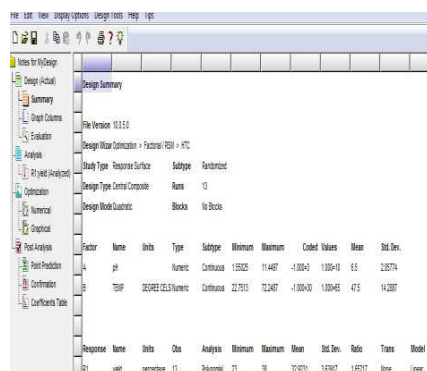 File Edit View Display Options Design Tools Help Tips
Notes for MyDesign
Design (Actual)
Summary
Graph Columns
Evaluation
Analysis
R1:yield (Analyzed)
Optimization
Numerical
Graphical
Post Analysis
Point Prediction
Confirmation
Coefficients Table
Design Summary
File Version 10.0.5.0
Design Wizar Optimization > Factorial / RSM > HTC
Study Type Response Surface Subtype Randomized
Design Type Central Composite Runs 13
Design Mode Quadratic Blocks No Blocks
Factor Name Units Type Subtype Minimum Maximum Coded Values Mean Std. Dev.
A pH Numeric Continuous 1.55025 11.4497 -1.000=3 1.000=10 6.5 2.85774
B TEMP DEGREE CELS Numeric Continuous 22.7513 72.2487 -1.000=30 1.000=65 47.5 14.2887
Response Name Units Obs Analysis Minimum Maximum Mean Std. Dev. Ratio Trans Model
R1 yield percentage 13 Polynomial 23 38 32.9231 1.65217 None Linear